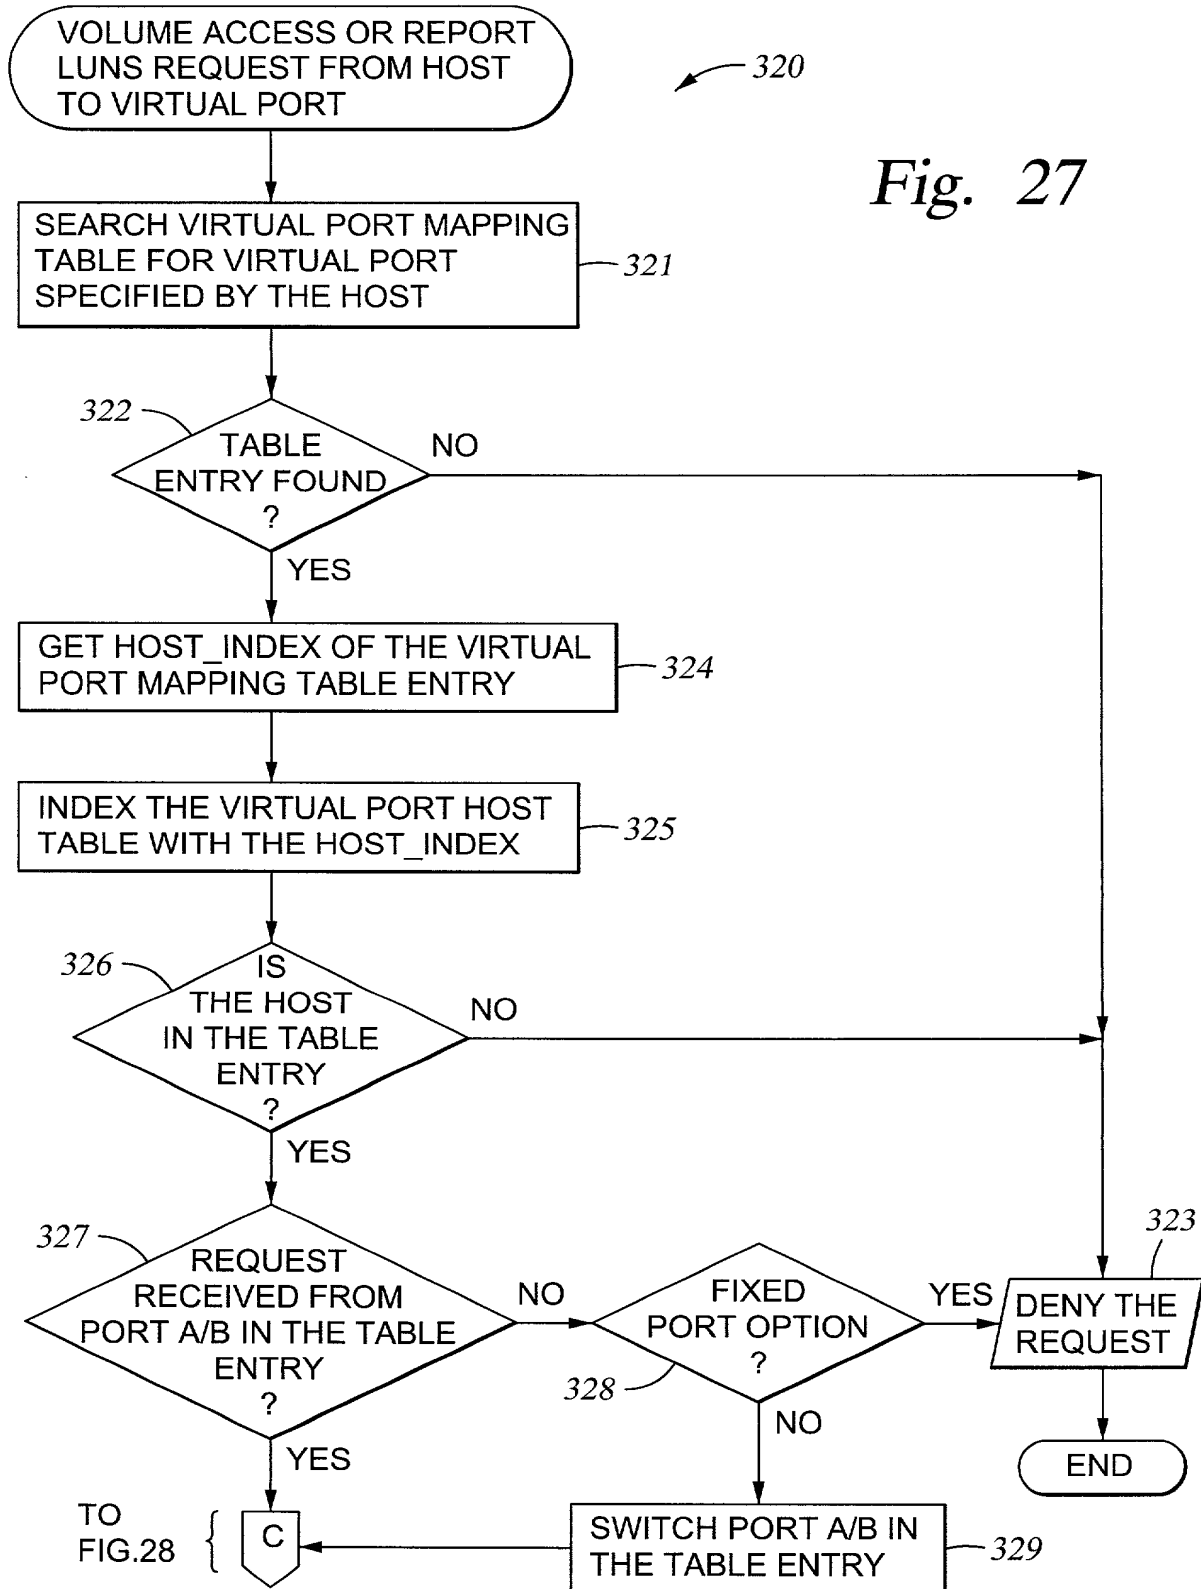 VOLUME ACCESS OR REPORT
LUNS REQUEST FROM HOST
TO VIRTUAL PORT
320
Fig. 27
SEARCH VIRTUAL PORT MAPPING
TABLE FOR VIRTUAL PORT
SPECIFIED BY THE HOST
321
322
TABLE
ENTRY FOUND
?
NO
YES
GET HOST_INDEX OF THE VIRTUAL
PORT MAPPING TABLE ENTRY
324
INDEX THE VIRTUAL PORT HOST
TABLE WITH THE HOST_INDEX
325
326
IS
THE HOST
IN THE TABLE
ENTRY
?
NO
YES
327
REQUEST
RECEIVED FROM
PORT A/B IN THE TABLE
ENTRY
?
NO
YES
FIXED
PORT OPTION
?
328
YES
NO
323
DENY THE
REQUEST
END
TO
FIG.28
C
SWITCH PORT A/B IN
THE TABLE ENTRY
329